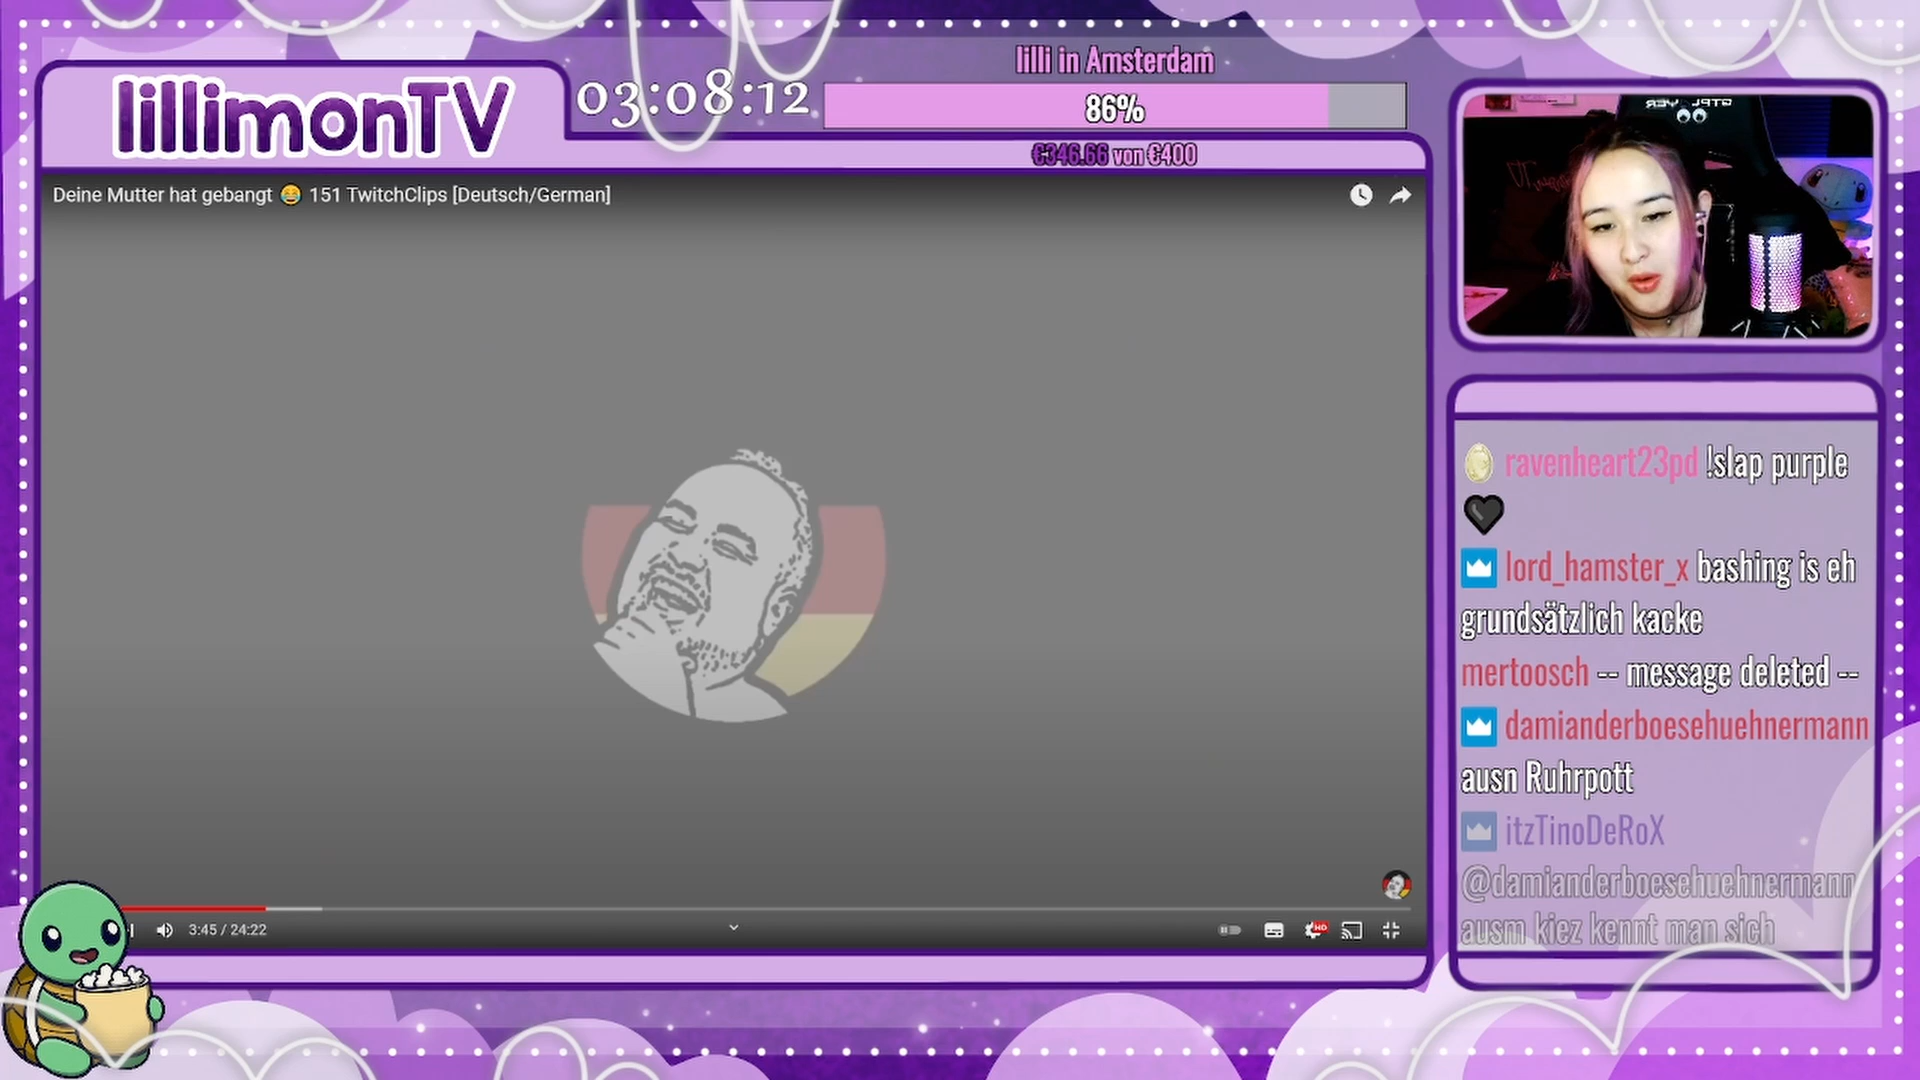 lillimonTV
03:08:12
lilli in Amsterdam
86%
€346.66 von €400
Deine Mutter hat gebangt 😂 151 TwitchClips [Deutsch/German]
ravenheart23pd !slap purple
🖤
lord_hamster_x bashing is eh
grundsätzlich kacke
mertoosch -- message deleted --
damianderboesehuehnermann
ausn Ruhrpott
itzTinoDeRoX
@damianderboesehuehnermann
ausm kiez kennt man sich
3:45 / 24:22
HD